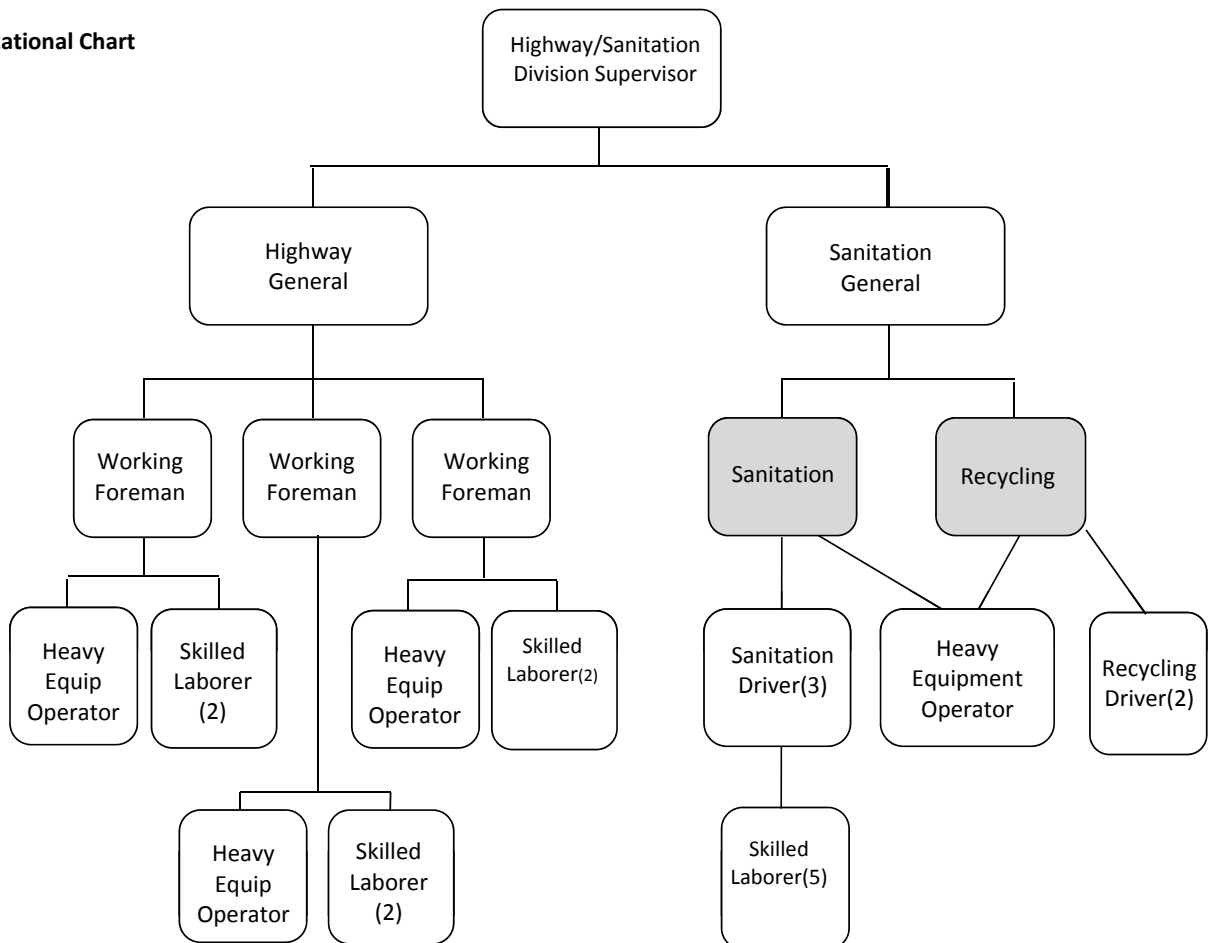 ational Chart
Highway/Sanitation
Division Supervisor
Highway
General
Sanitation
General
Working
Foreman
Working
Foreman
Working
Foreman
Sanitation
Recycling
Heavy
Equip
Operator
Skilled
Laborer
(2)
Heavy
Equip
Operator
Skilled
Laborer(2)
Sanitation
Driver(3)
Heavy
Equipment
Operator
Recycling
Driver(2)
Heavy
Equip
Operator
Skilled
Laborer
(2)
Skilled
Laborer(5)